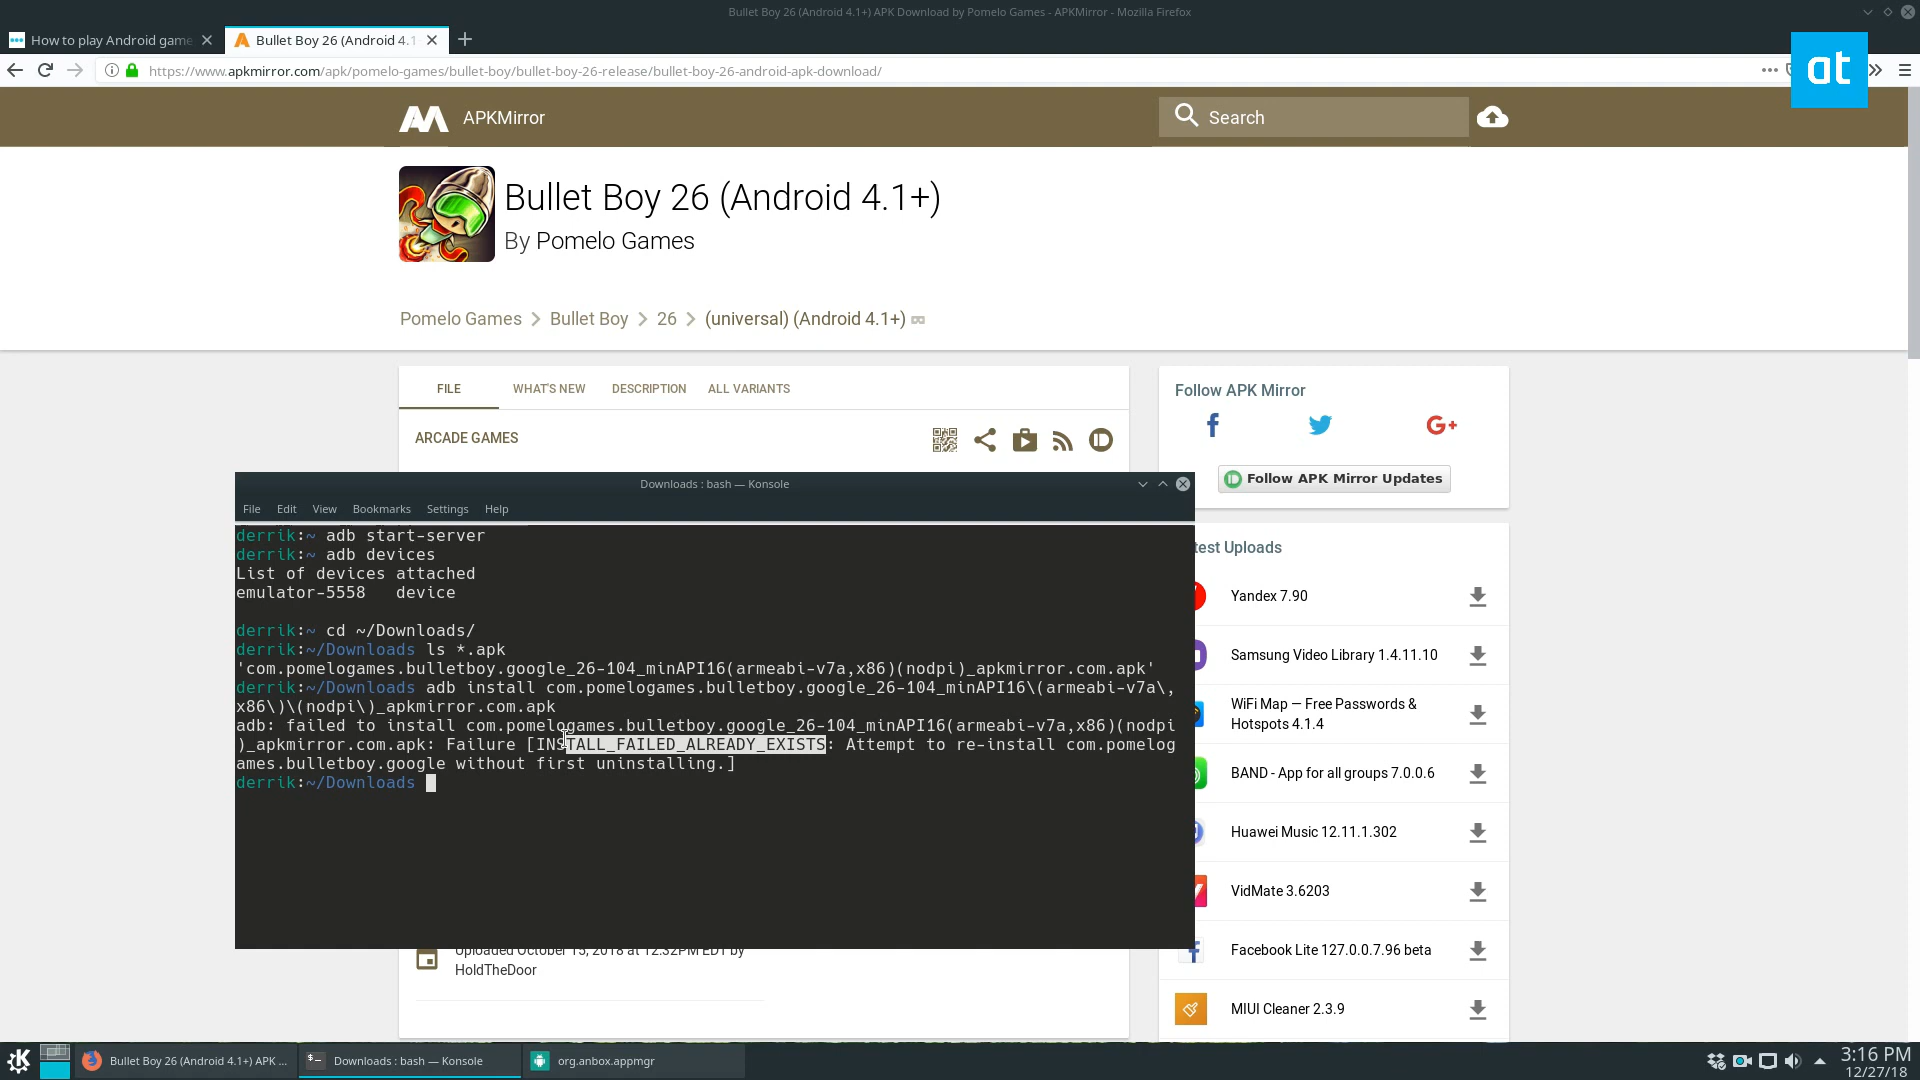 Bullet Boy 26 (Android 4.1+) APK Download by Pomelo Games - APKMirror - Mozilla Firefox
How to play Android game
Bullet Boy 26 (Android 4.1
https://www.apkmirror.com/apk/pomelo-games/bullet-boy/bullet-boy-26-release/bullet-boy-26-android-apk-download/
at
APKMirror
Search
Bullet Boy 26 (Android 4.1+)
By Pomelo Games
Pomelo Games > Bullet Boy > 26 > (universal) (Android 4.1+)
FILE WHAT'S NEW DESCRIPTION ALL VARIANTS
ARCADE GAMES
Follow APK Mirror
G+
Follow APK Mirror Updates
Downloads : bash — Konsole
File Edit View Bookmarks Settings Help
derrik:~ adb start-server
derrik:~ adb devices
List of devices attached
emulator-5558 device
derrik:~ cd ~/Downloads/
derrik:~/Downloads ls *.apk
'com.pomelogames.bulletboy.google_26-104_minAPI16(armeabi-v7a,x86)(nodpi)_apkmirror.com.apk'
derrik:~/Downloads adb install com.pomelogames.bulletboy.google_26-104_minAPI16\(armeabi-v7a\,
x86\)\(nodpi\)_apkmirror.com.apk
adb: failed to install com.pomelogames.bulletboy.google_26-104_minAPI16(armeabi-v7a,x86)(nodpi
)_apkmirror.com.apk: Failure [INSTALL_FAILED_ALREADY_EXISTS: Attempt to re-install com.pomelog
ames.bulletboy.google without first uninstalling.]
derrik:~/Downloads
test Uploads
Yandex 7.90
Samsung Video Library 1.4.11.10
WiFi Map — Free Passwords &
Hotspots 4.1.4
BAND - App for all groups 7.0.0.6
Huawei Music 12.11.1.302
VidMate 3.6203
Facebook Lite 127.0.0.7.96 beta
MIUI Cleaner 2.3.9
Uploaded October 15, 2018 at 12:32PM EDT by
HoldTheDoor
Bullet Boy 26 (Android 4.1+) APK ...
Downloads : bash — Konsole
org.anbox.appmgr
3:16 PM
12/27/18